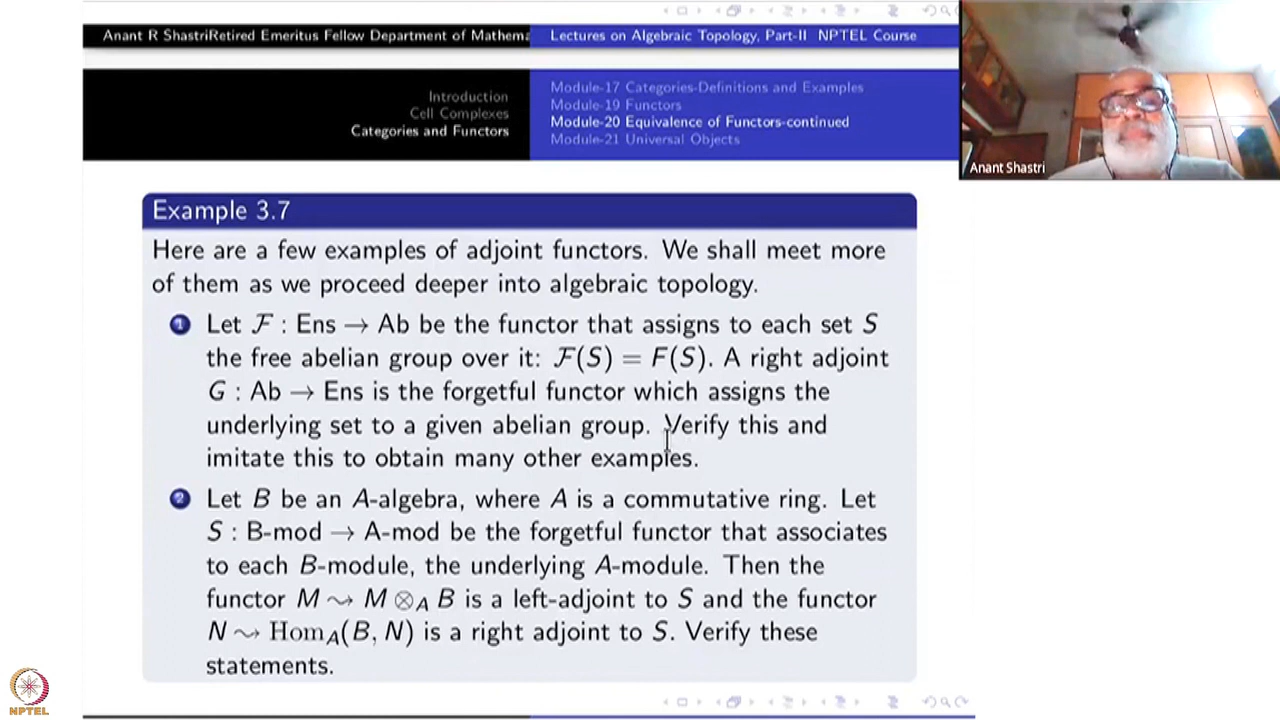 Anant R ShastriRetired Emeritus Fellow Department of Mathema
Lectures on Algebraic Topology, Part-II NPTEL Course
Introduction
Cell Complexes
Categories and Functors
Module-17 Categories-Definitions and Examples
Module-19 Functors
Module-20 Equivalence of Functors-continued
Module-21 Universal Objects
Anant Shastri
Example 3.7
Here are a few examples of adjoint functors. We shall meet more
of them as we proceed deeper into algebraic topology.
1 Let ℱ : Ens → Ab be the functor that assigns to each set S
the free abelian group over it: ℱ(S) = F(S). A right adjoint
G : Ab → Ens is the forgetful functor which assigns the
underlying set to a given abelian group. Verify this and
imitate this to obtain many other examples.
2 Let B be an A-algebra, where A is a commutative ring. Let
S : B-mod → A-mod be the forgetful functor that associates
to each B-module, the underlying A-module. Then the
functor M ⇝ M ⊗_A B is a left-adjoint to S and the functor
N ⇝ Hom_A(B, N) is a right adjoint to S. Verify these
statements.
NPTEL